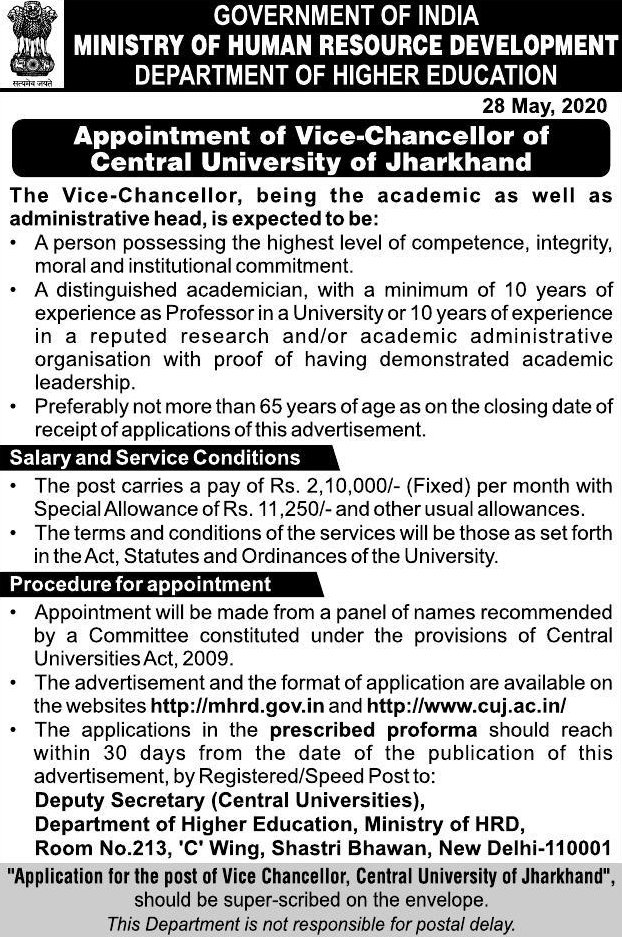 GOVERNMENT OF INDIA
MINISTRY OF HUMAN RESOURCE DEVELOPMENT
DEPARTMENT OF HIGHER EDUCATION
सत्यमेव जयते
28 May, 2020
Appointment of Vice-Chancellor of
Central University of Jharkhand
The Vice-Chancellor, being the academic as well as
administrative head, is expected to be:
• A person possessing the highest level of competence, integrity,
moral and institutional commitment.
• A distinguished academician, with a minimum of 10 years of
experience as Professor in a University or 10 years of experience
in a reputed research and/or academic administrative
organisation with proof of having demonstrated academic
leadership.
• Preferably not more than 65 years of age as on the closing date of
receipt of applications of this advertisement.
Salary and Service Conditions
• The post carries a pay of Rs. 2,10,000/- (Fixed) per month with
Special Allowance of Rs. 11,250/- and other usual allowances.
• The terms and conditions of the services will be those as set forth
in the Act, Statutes and Ordinances of the University.
Procedure for appointment
• Appointment will be made from a panel of names recommended
by a Committee constituted under the provisions of Central
Universities Act, 2009.
• The advertisement and the format of application are available on
the websites http://mhrd.gov.in and http://www.cuj.ac.in/
• The applications in the prescribed proforma should reach
within 30 days from the date of the publication of this
advertisement, by Registered/Speed Post to:
Deputy Secretary (Central Universities),
Department of Higher Education, Ministry of HRD,
Room No.213, 'C' Wing, Shastri Bhawan, New Delhi-110001
"Application for the post of Vice Chancellor, Central University of Jharkhand",
should be super-scribed on the envelope.
This Department is not responsible for postal delay.